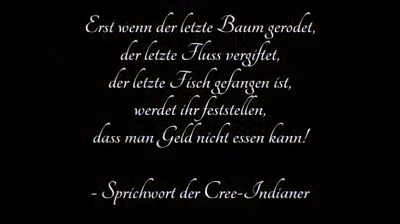 Erst wenn der letzte Baum gerodet,
der letzte Fluss vergiftet,
der letzte Fisch gefangen ist,
werdet ihr feststellen,
dass man Geld nicht essen kann!
- Sprichwort der Cree-Indianer